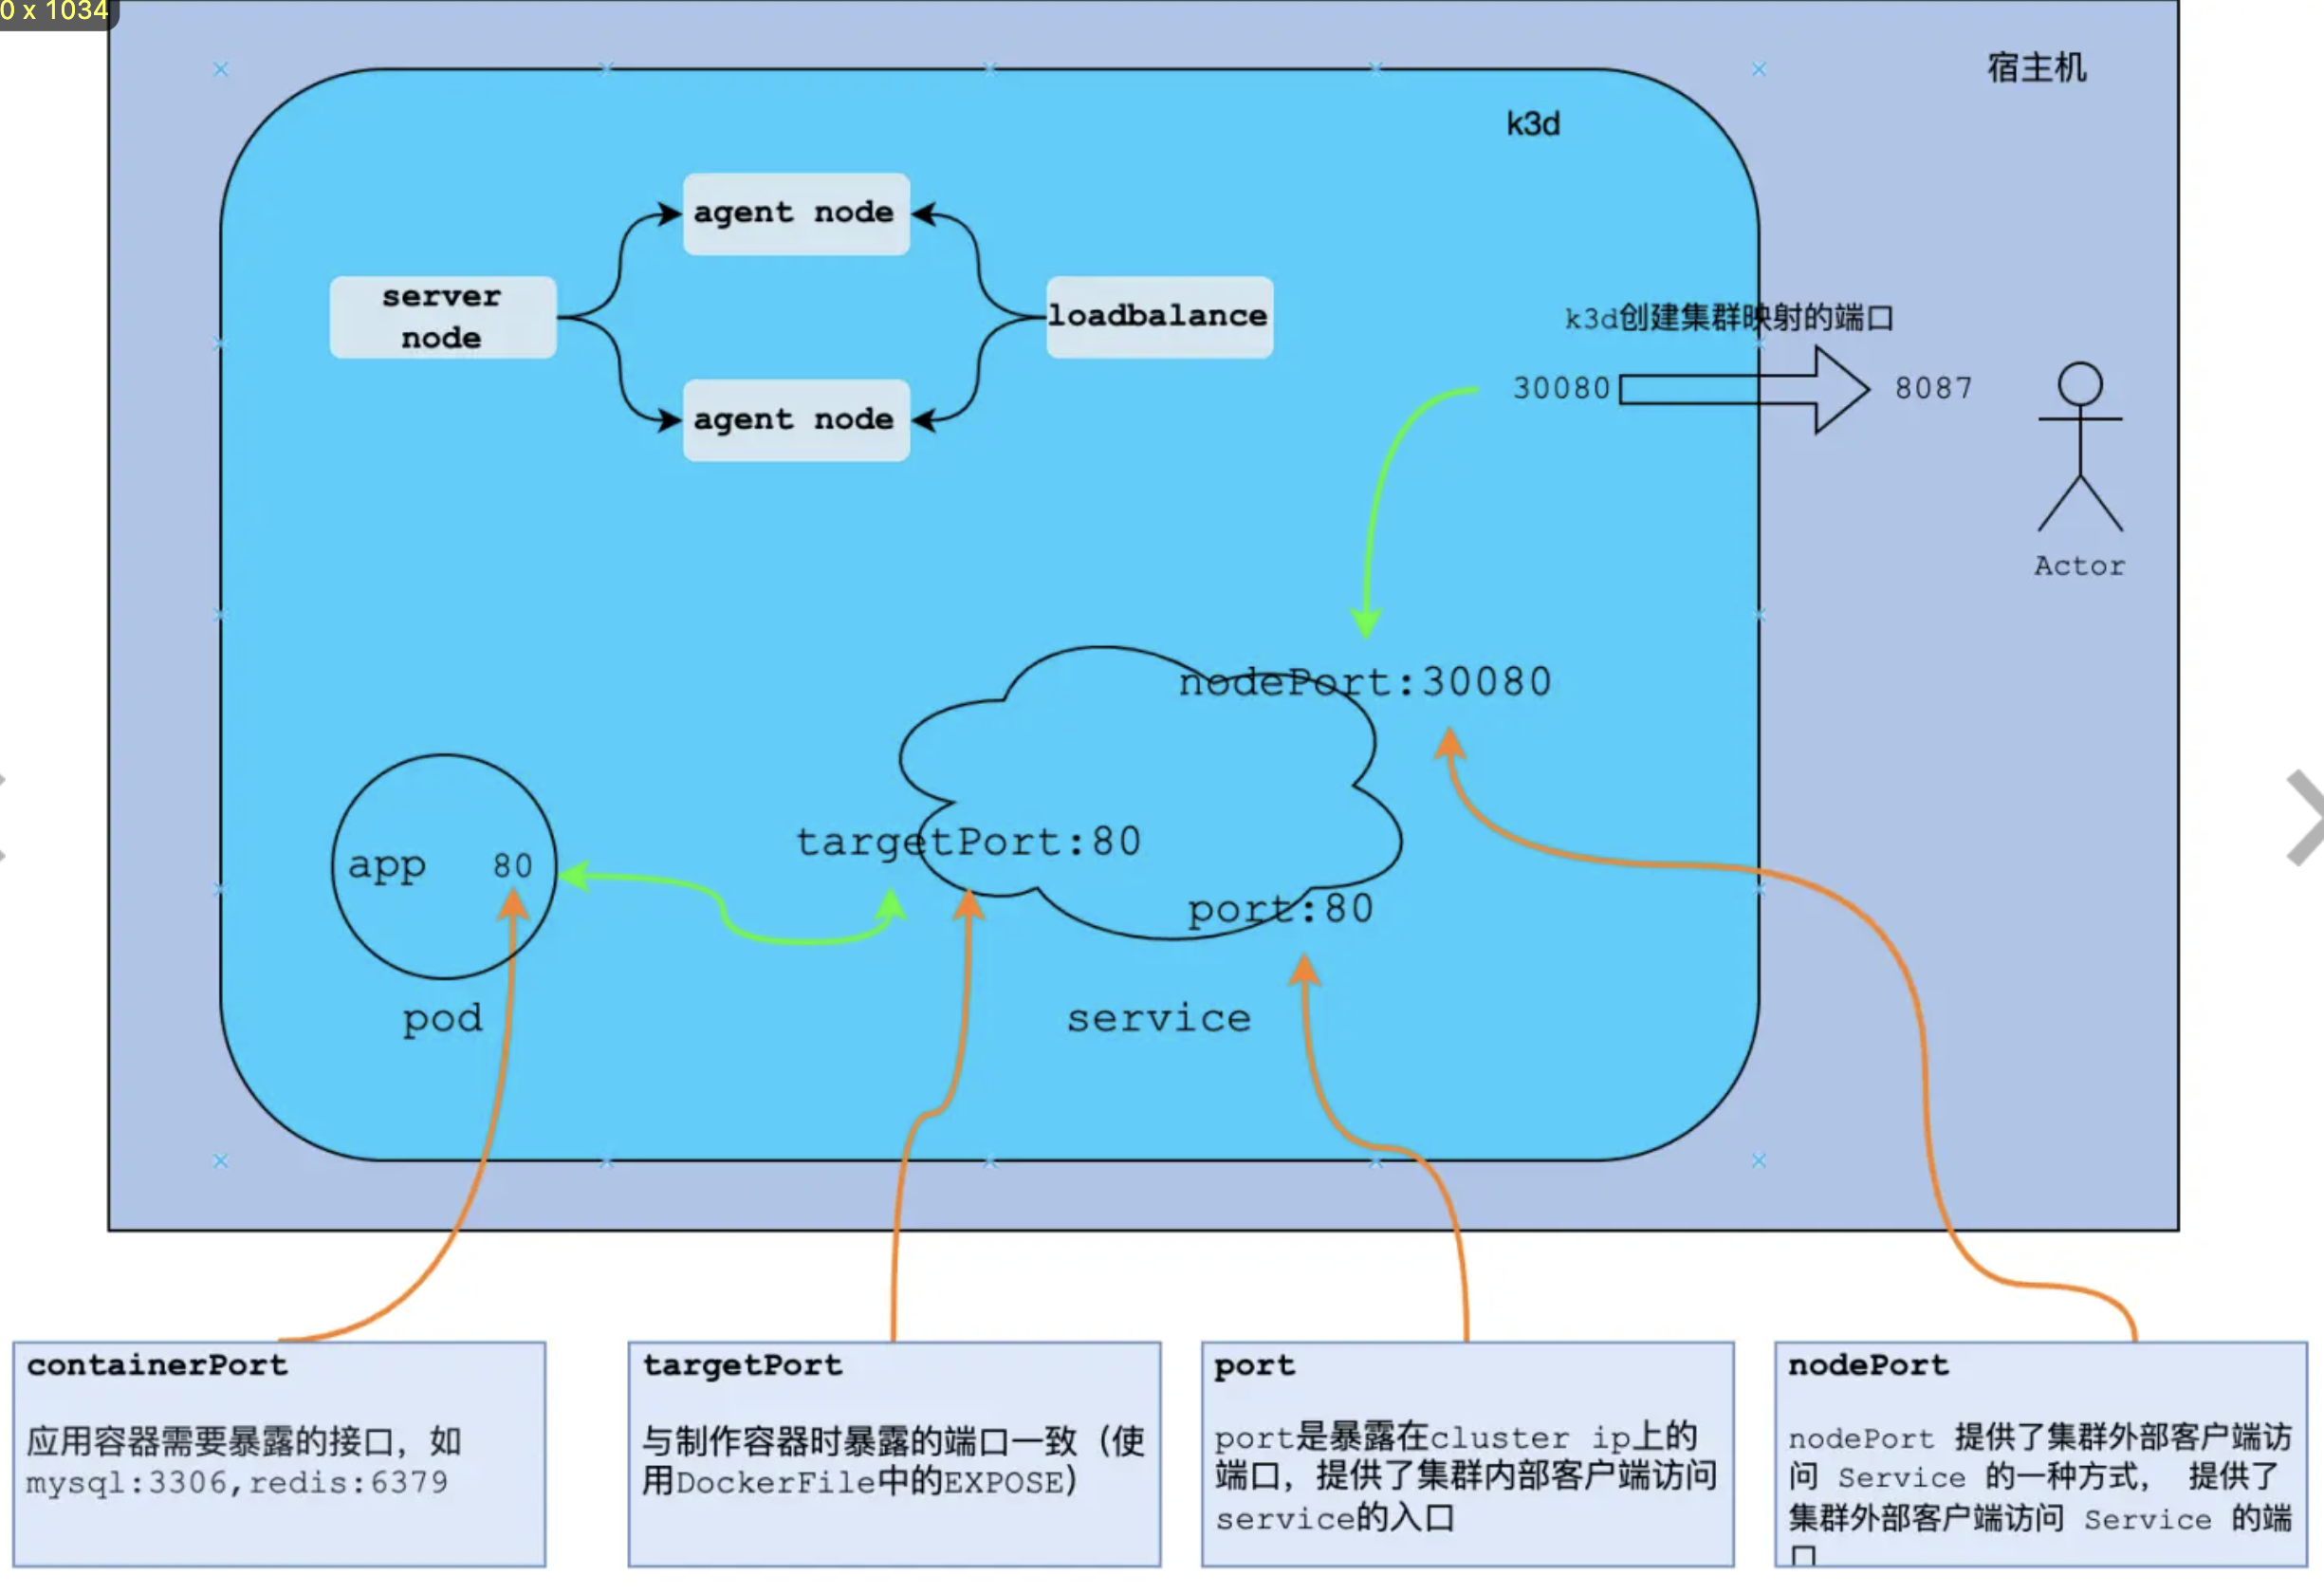 0 x 1034
宿主机
k3d
agent node
server
node
loadbalance
agent node
k3d创建集群映射的端口
30080
8087
Actor
nodePort:30080
targetPort:80
app 80
port:80
pod
service
containerPort
应用容器需要暴露的接口，如
mysql:3306,redis:6379
targetPort
与制作容器时暴露的端口一致（使
用DockerFile中的EXPOSE）
port
port是暴露在cluster ip上的
端口，提供了集群内部客户端访问
service的入口
nodePort
nodePort 提供了集群外部客户端访
问 Service 的一种方式， 提供了
集群外部客户端访问 Service 的端
口